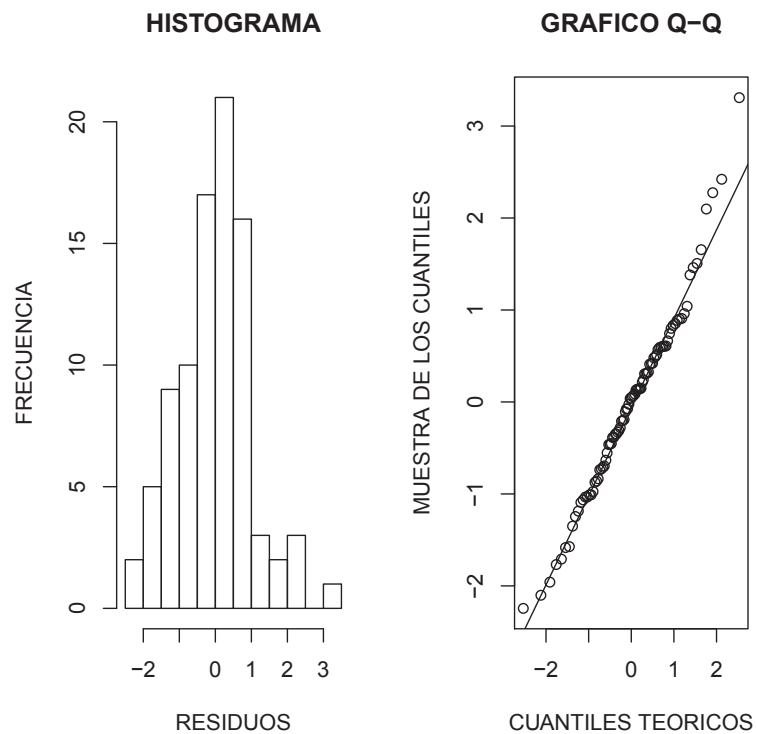 HISTOGRAMA
FRECUENCIA
20
15
10
5
0
−2 0 1 2 3
RESIDUOS
GRAFICO Q−Q
MUESTRA DE LOS CUANTILES
3
2
1
0
−1
−2
−2 0 1 2
CUANTILES TEORICOS